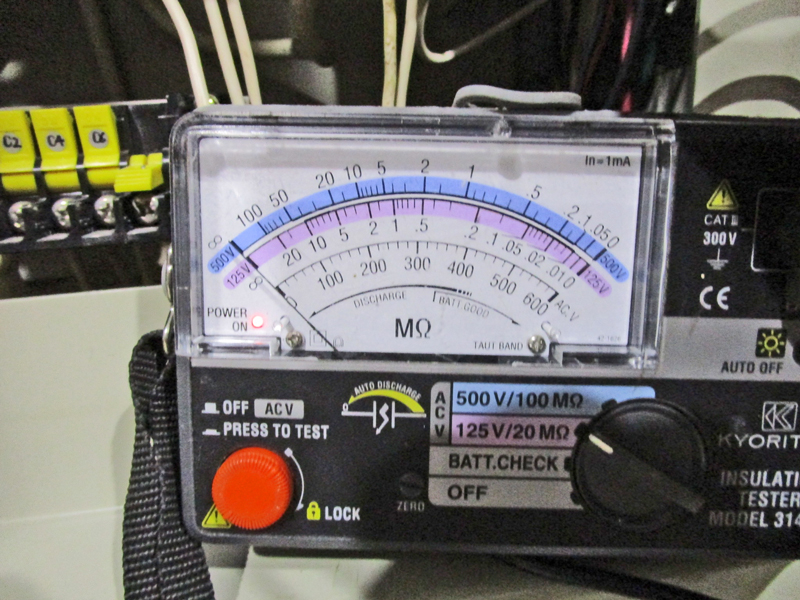 C2 C4 C6
In=1mA
∞ 100 50 20 10 5 2 1 .5 .2 .1 .05 0
500V 500V
125V 125V
∞ 20 10 5 2 1 .5 .2 .1 .05 .02 .01 0
0 100 200 300 400 500 600 AC.V
DISCHARGE BATT.GOOD
POWER
ON
MΩ
TAUT BAND
CAT III
300V
CE
AUTO OFF
AUTO DISCHARGE
OFF AC V
PRESS TO TEST
LOCK
ZERO
ACV
500V/100MΩ
125V/20MΩ
BATT.CHECK
OFF
KYORIT
INSULATI
TESTER
MODEL 314